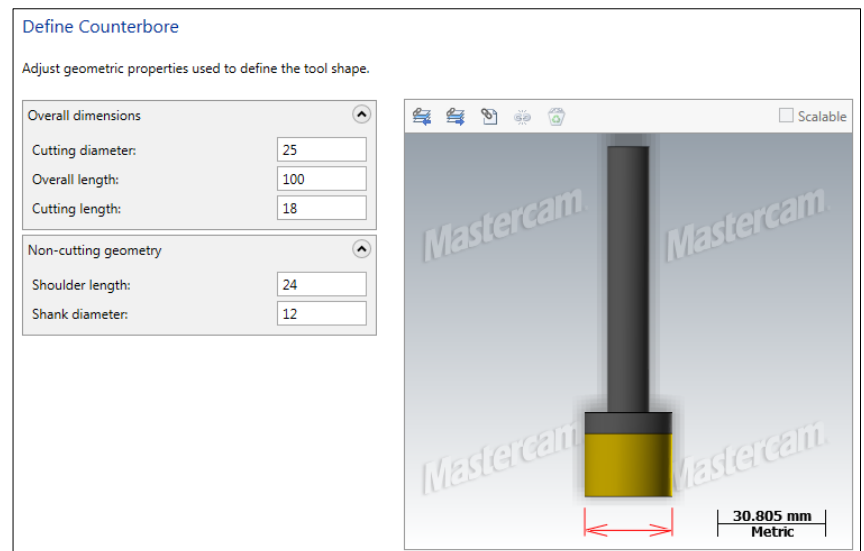 Define Counterbore
Adjust geometric properties used to define the tool shape.
Overall dimensions
Cutting diameter: 25
Overall length: 100
Cutting length: 18
Non-cutting geometry
Shoulder length: 24
Shank diameter: 12
Scalable
Mastercam. Mastercam.
Mastercam Mastercam.
30.805 mm
Metric